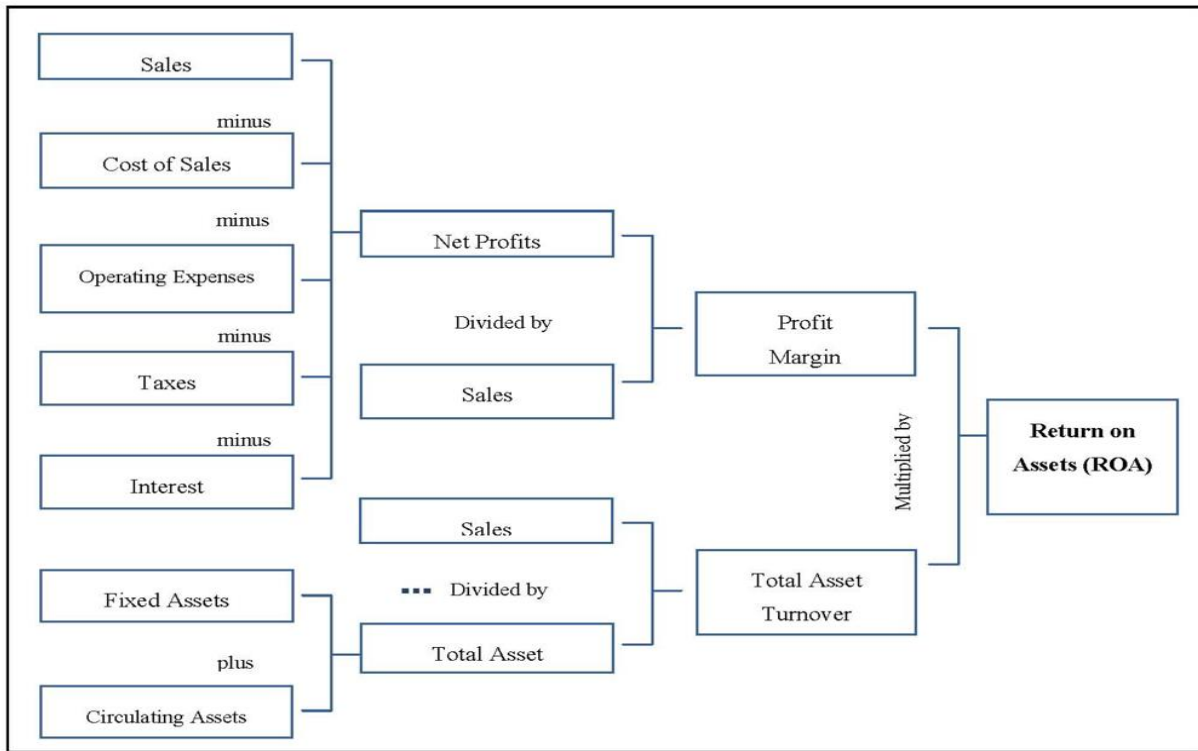 Sales
minus
Cost of Sales
minus
Operating Expenses
minus
Taxes
minus
Interest
Fixed Assets
plus
Circulating Assets
Net Profits
Divided by
Sales
Sales
Divided by
Total Asset
Profit
Margin
Multiplied by
Total Asset
Turnover
Return on
Assets (ROA)